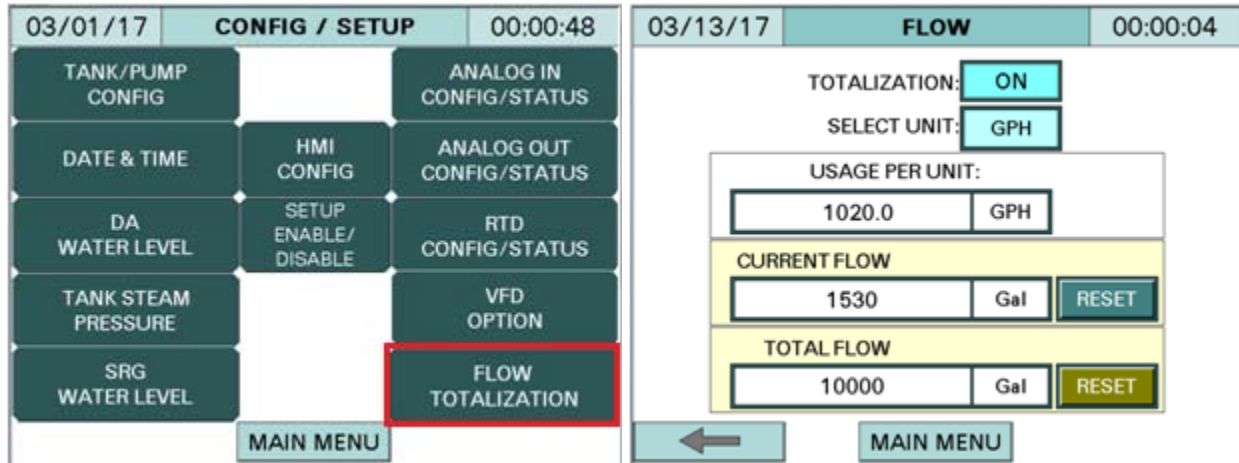 03/01/17 CONFIG / SETUP 00:00:48
TANK/PUMP
CONFIG
ANALOG IN
CONFIG/STATUS
DATE & TIME
HMI
CONFIG
ANALOG OUT
CONFIG/STATUS
DA
WATER LEVEL
SETUP
ENABLE/
DISABLE
RTD
CONFIG/STATUS
TANK STEAM
PRESSURE
VFD
OPTION
SRG
WATER LEVEL
FLOW
TOTALIZATION
MAIN MENU
03/13/17 FLOW 00:00:04
TOTALIZATION: ON
SELECT UNIT: GPH
USAGE PER UNIT:
1020.0 GPH
CURRENT FLOW
1530 Gal RESET
TOTAL FLOW
10000 Gal RESET
MAIN MENU